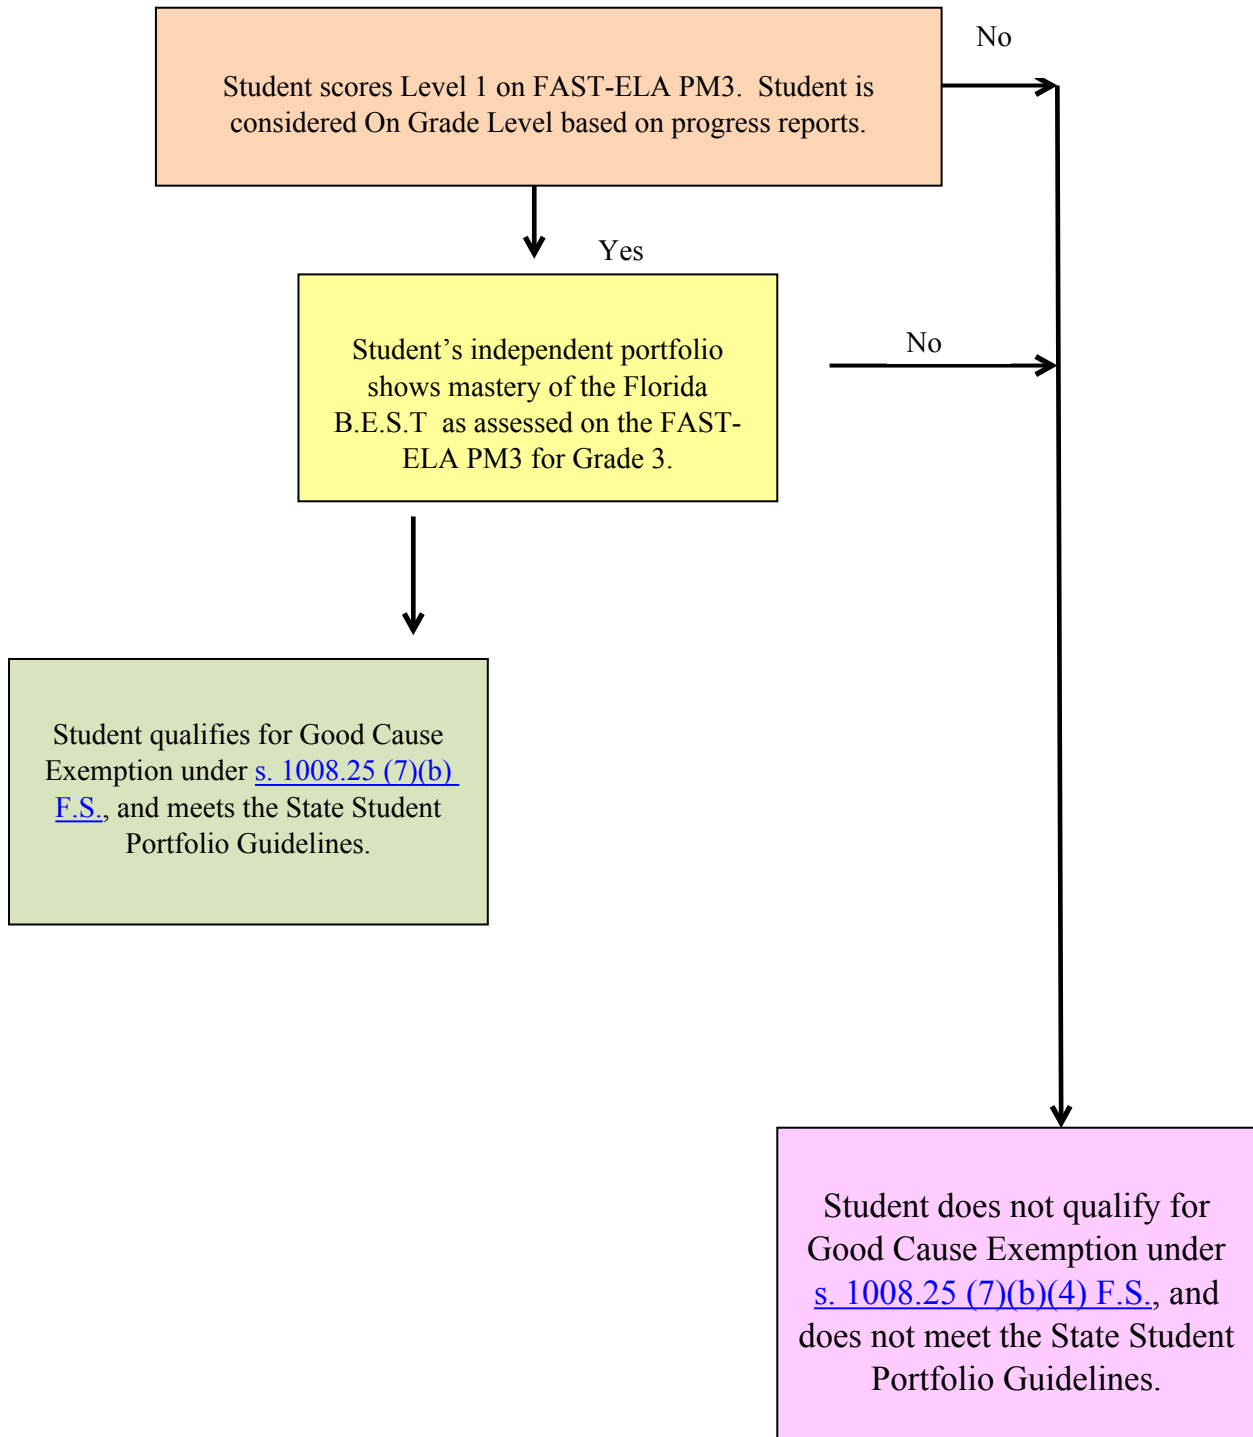 No
Student scores Level 1 on FAST-ELA PM3.  Student is
considered On Grade Level based on progress reports.
Yes
Student’s independent portfolio
shows mastery of the Florida
B.E.S.T  as assessed on the FAST-
ELA PM3 for Grade 3.
No
Student qualifies for Good Cause
Exemption under s. 1008.25 (7)(b)
F.S., and meets the State Student
Portfolio Guidelines.
Student does not qualify for
Good Cause Exemption under
s. 1008.25 (7)(b)(4) F.S., and
does not meet the State Student
Portfolio Guidelines.